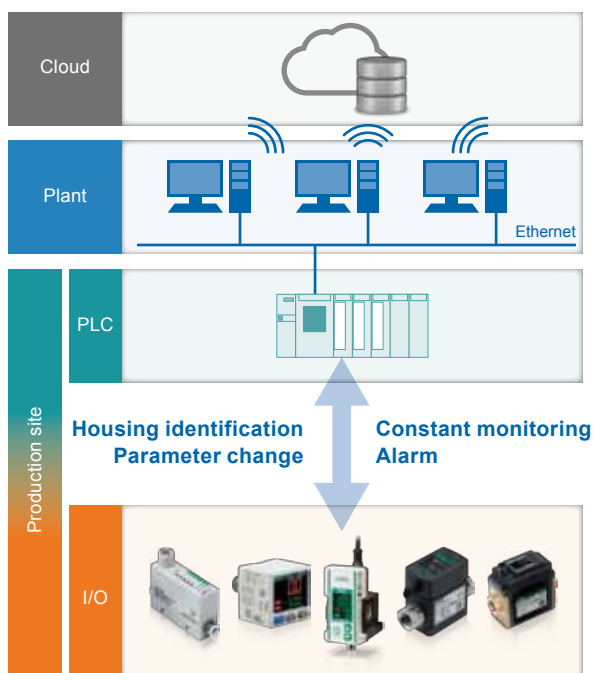 Cloud
Plant
Ethernet
Production site
PLC
Housing identification
Parameter change
Constant monitoring
Alarm
I/O